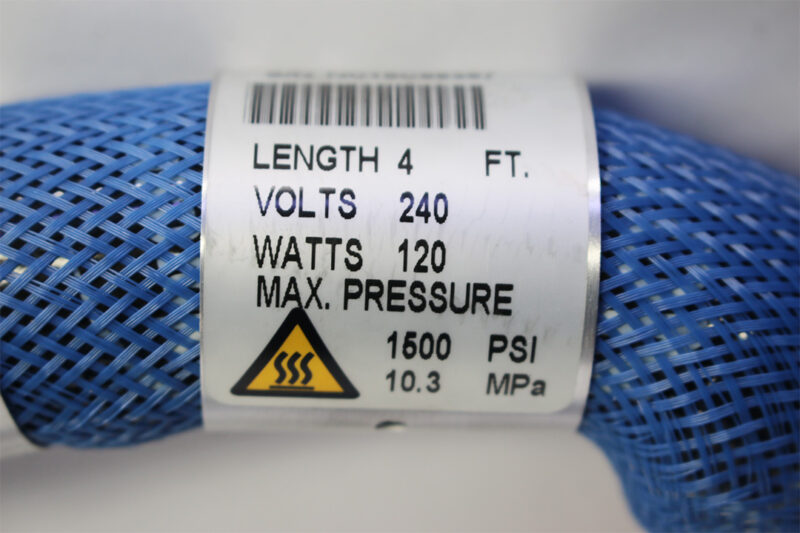 LENGTH 4 FT.
VOLTS 240
WATTS 120
MAX. PRESSURE
1500 PSI
10.3 MPa